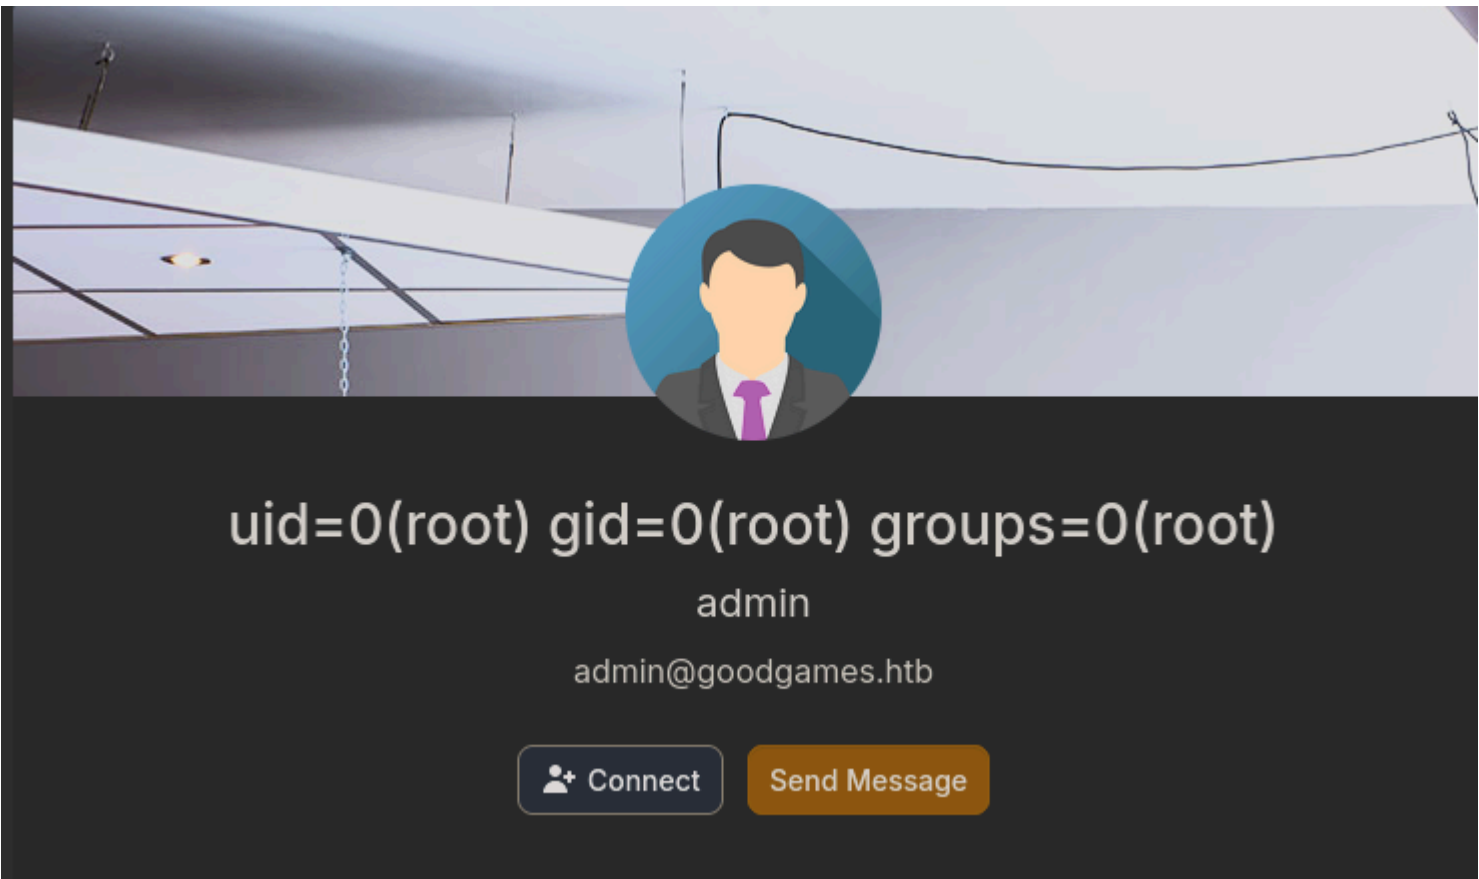 uid=0(root) gid=0(root) groups=0(root)
admin
admin@goodgames.htb
Connect
Send Message